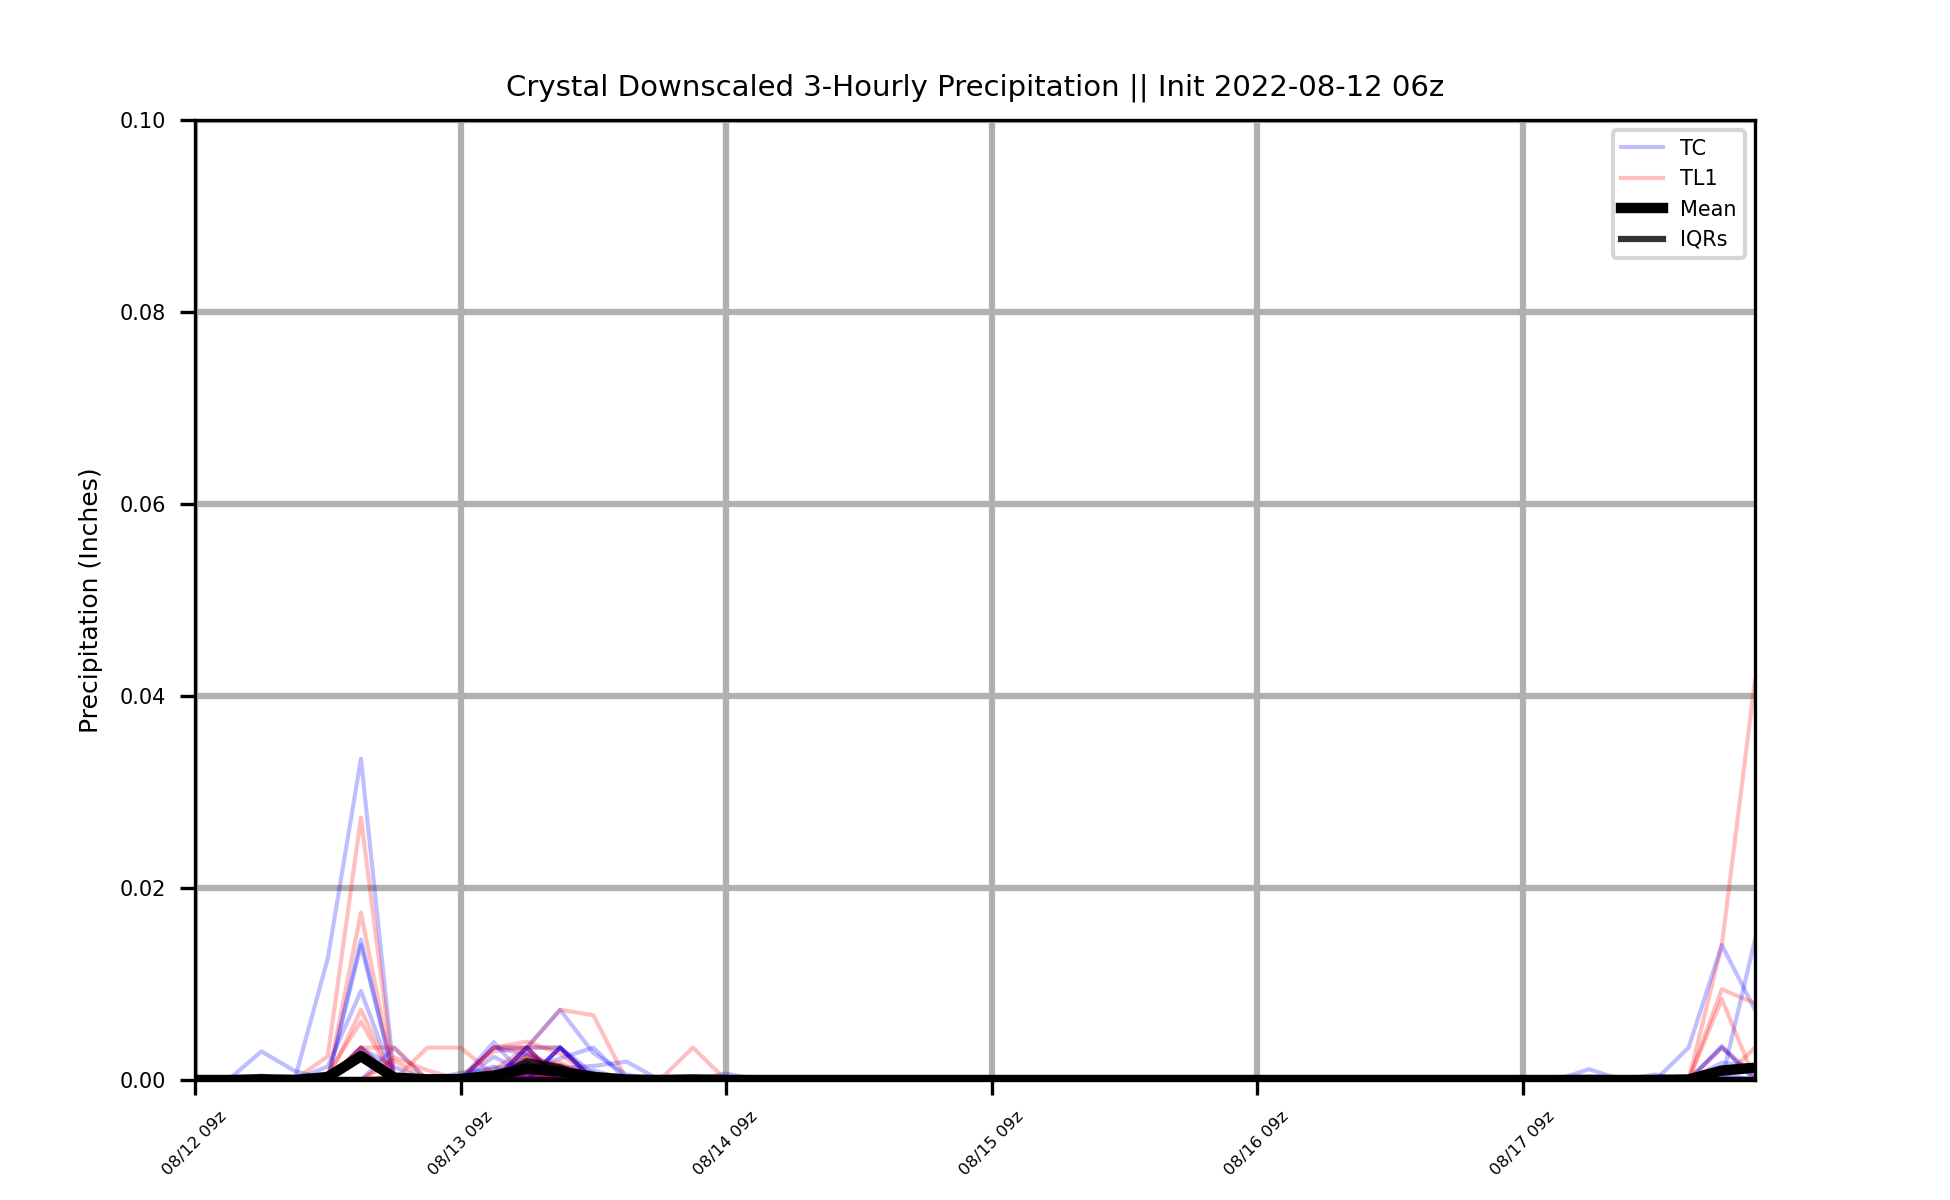 Crystal Downscaled 3-Hourly Precipitation || Init 2022-08-12 06z
TC
TL1
Mean
IQRs
Precipitation (Inches)
0.10
0.08
0.06
0.04
0.02
0.00
08/12 09z
08/13 09z
08/14 09z
08/15 09z
08/16 09z
08/17 09z